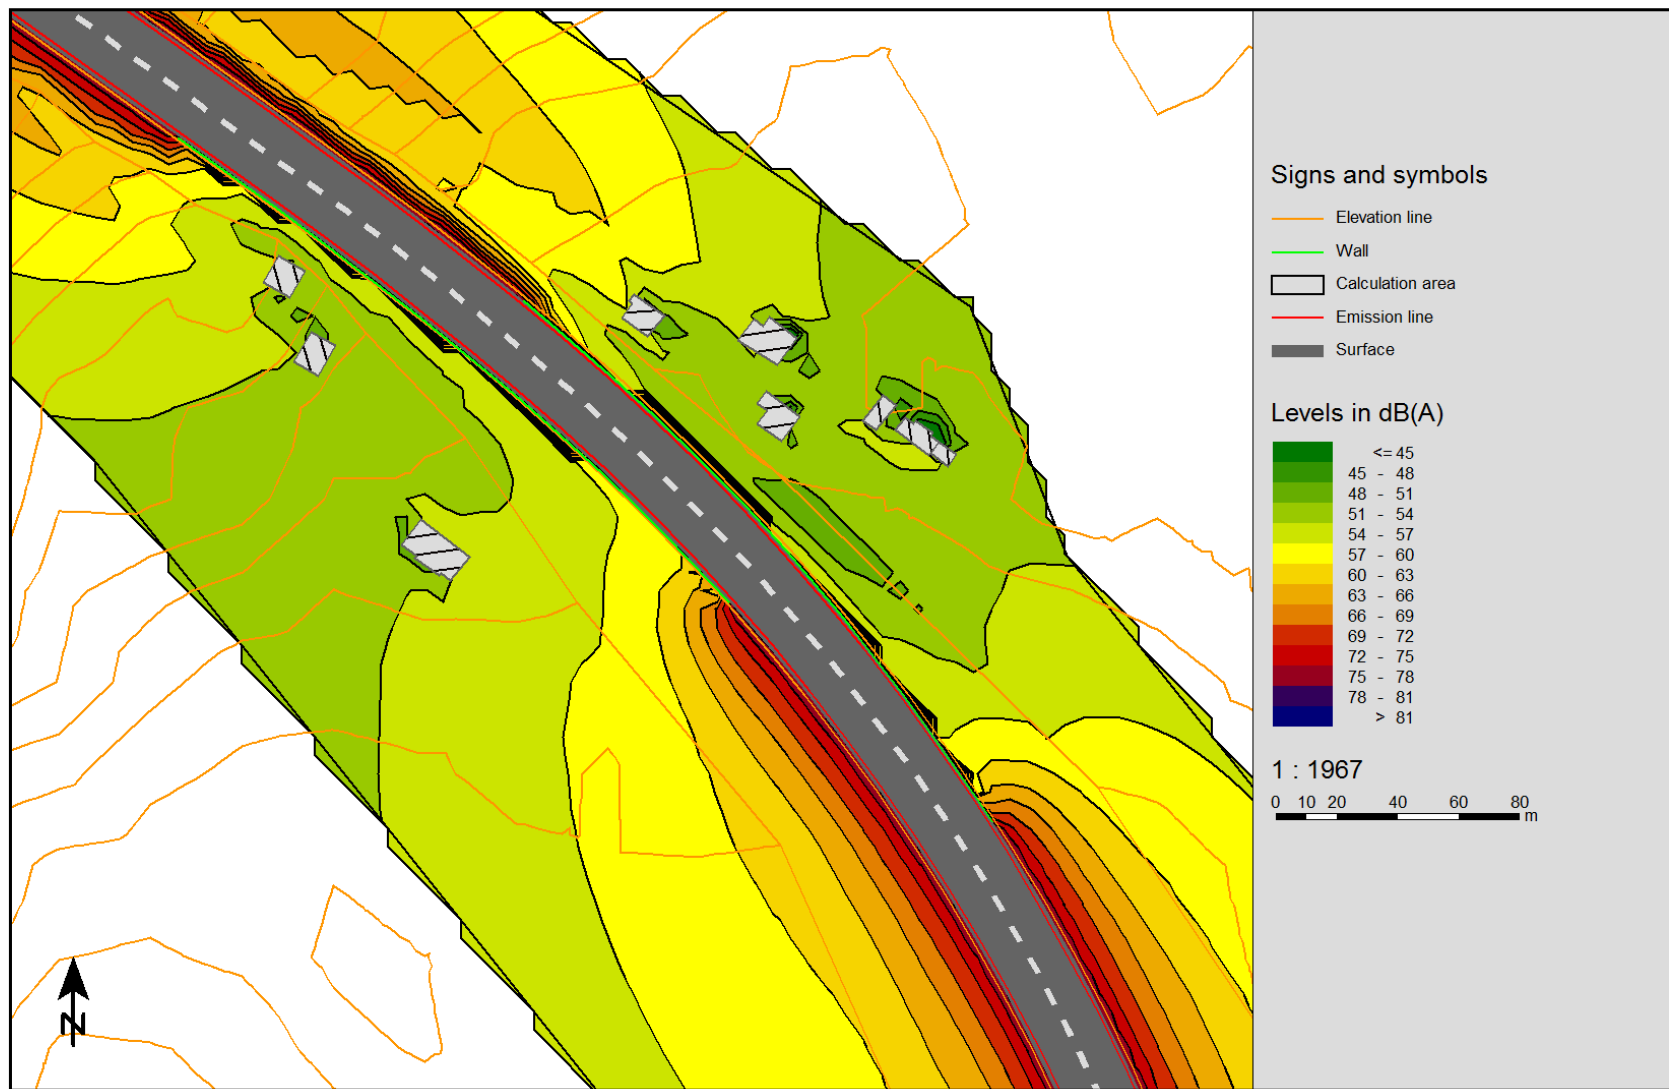 Signs and symbols
Elevation line
Wall
Calculation area
Emission line
Surface
Levels in dB(A)
<= 45
45 - 48
48 - 51
51 - 54
54 - 57
57 - 60
60 - 63
63 - 66
66 - 69
69 - 72
72 - 75
75 - 78
78 - 81
> 81
1 : 1967
0 10 20 40 60 80
m
N